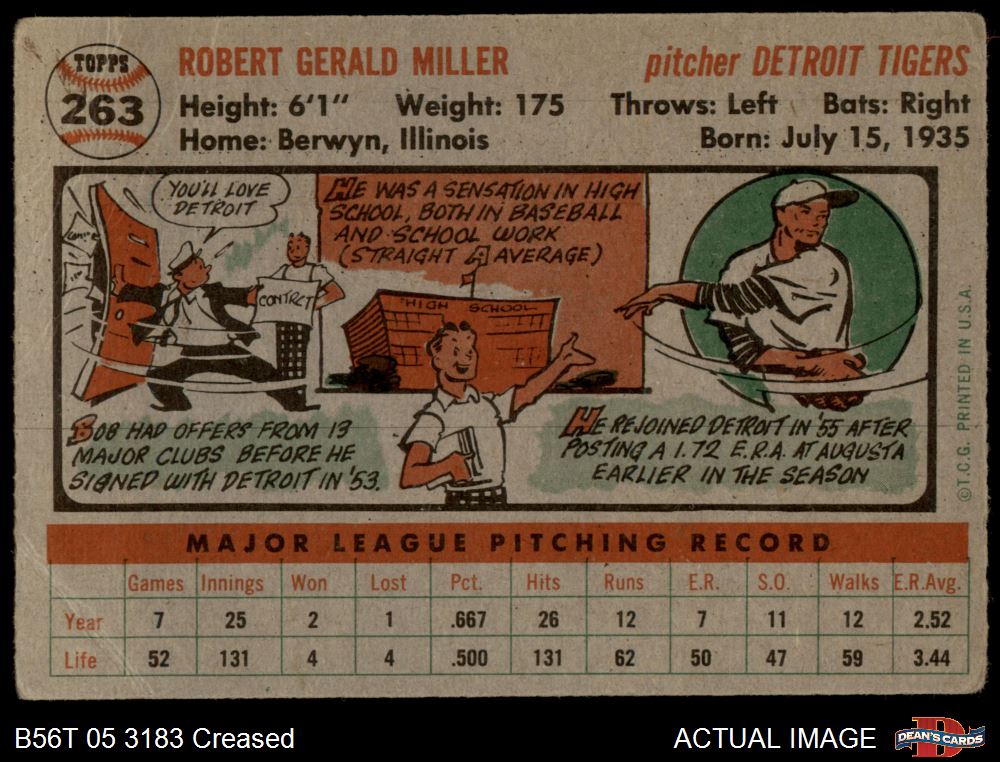 TOPPS
263
ROBERT GERALD MILLER
pitcher DETROIT TIGERS
Height: 6'1" Weight: 175 Throws: Left Bats: Right
Home: Berwyn, Illinois Born: July 15, 1935
YOU'LL LOVE
DETROIT
CONTRCT
BOB HAD OFFERS FROM 13
MAJOR CLUBS BEFORE HE
SIGNED WITH DETROIT IN '53.
HE WAS A SENSATION IN HIGH
SCHOOL, BOTH IN BASEBALL
AND SCHOOL WORK
(STRAIGHT A AVERAGE)
HIGH SCHOOL
HE REJOINED DETROIT IN '55 AFTER
POSTING A 1.72 E.R.A. AT AUGUSTA
EARLIER IN THE SEASON
©T.C.G. PRINTED IN U.S.A.
MAJOR LEAGUE PITCHING RECORD
Games Innings Won Lost Pct. Hits Runs E.R. S.O. Walks E.R.Avg.
Year 7 25 2 1 .667 26 12 7 11 12 2.52
Life 52 131 4 4 .500 131 62 50 47 59 3.44
B56T 05 3183 Creased
ACTUAL IMAGE
DEAN'S CARDS